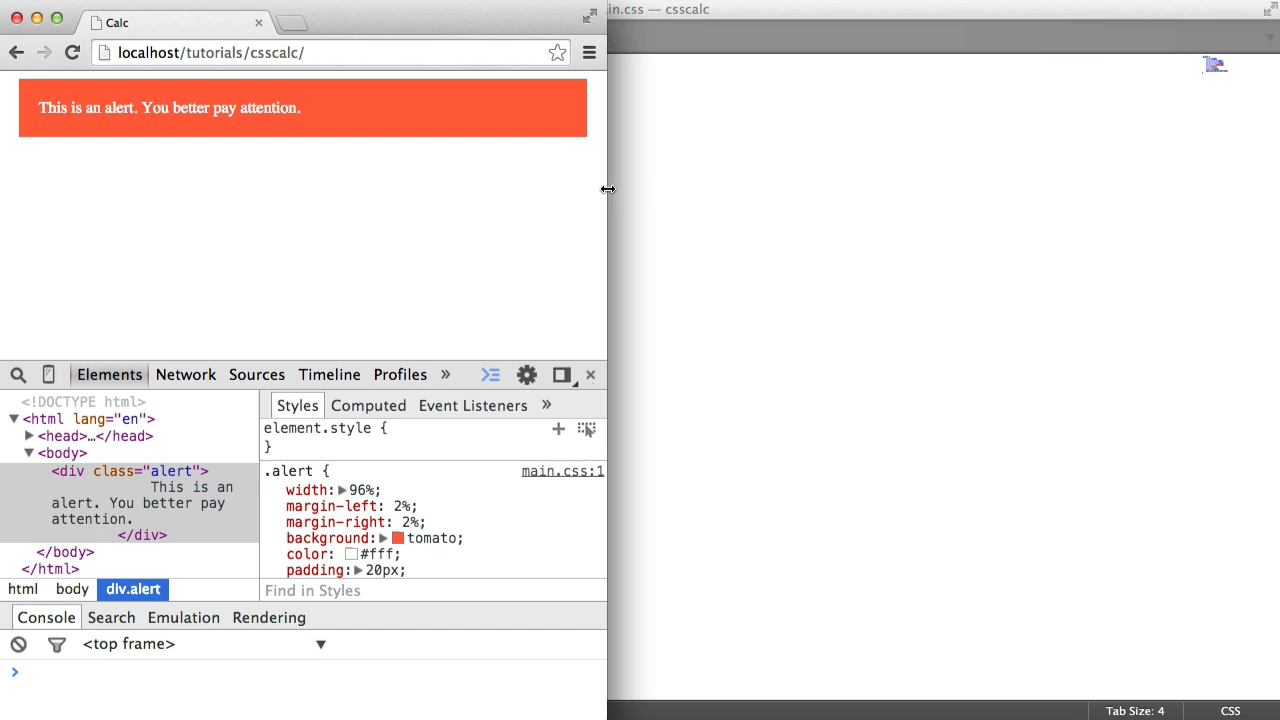 Calc
in.css — csscalc
localhost/tutorials/csscalc/
This is an alert. You better pay attention.
Elements Network Sources Timeline Profiles »
<!DOCTYPE html>
<html lang="en">
<head>…</head>
<body>
<div class="alert">
This is an
alert. You better pay
attention.
</div>
</body>
</html>
html body div.alert
Styles Computed Event Listeners »
element.style {
}
.alert { main.css:1
width: 96%;
margin-left: 2%;
margin-right: 2%;
background: tomato;
color: #fff;
padding: 20px;
Find in Styles
Console Search Emulation Rendering
<top frame>
Tab Size: 4 CSS